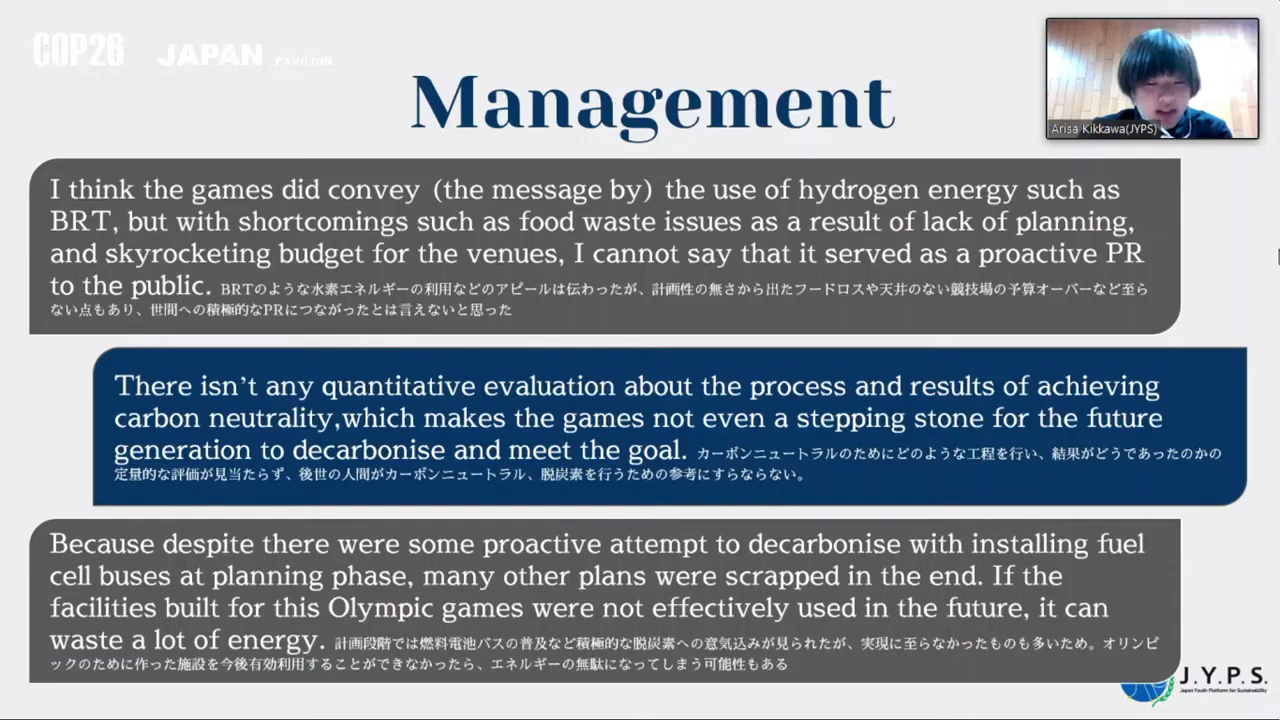 COP26 JAPAN PAVILION
Management
Arisa Kikkawa(JYPS)
I think the games did convey (the message by) the use of hydrogen energy such as
BRT, but with shortcomings such as food waste issues as a result of lack of planning,
and skyrocketing budget for the venues, I cannot say that it served as a proactive PR
to the public. BRTのような水素エネルギーの利用などのアピールは伝わったが、計画性の無さから出たフードロスや天井のない競技場の予算オーバーなど至ら
ない点もあり、世間への積極的なPRにつながったとは言えないと思った
There isn't any quantitative evaluation about the process and results of achieving
carbon neutrality,which makes the games not even a stepping stone for the future
generation to decarbonise and meet the goal. カーボンニュートラルのためにどのような工程を行い、結果がどうであったのかの
定量的な評価が見当たらず、後世の人間がカーボンニュートラル、脱炭素を行うための参考にすらならない。
Because despite there were some proactive attempt to decarbonise with installing fuel
cell buses at planning phase, many other plans were scrapped in the end. If the
facilities built for this Olympic games were not effectively used in the future, it can
waste a lot of energy. 計画段階では燃料電池バスの普及など積極的な脱炭素への意気込みが見られたが、実現に至らなかったものも多いため。オリンピ
ックのために作った施設を今後有効利用することができなかったら、エネルギーの無駄になってしまう可能性もある
J.Y.P.S.
Japan Youth Platform for Sustainability